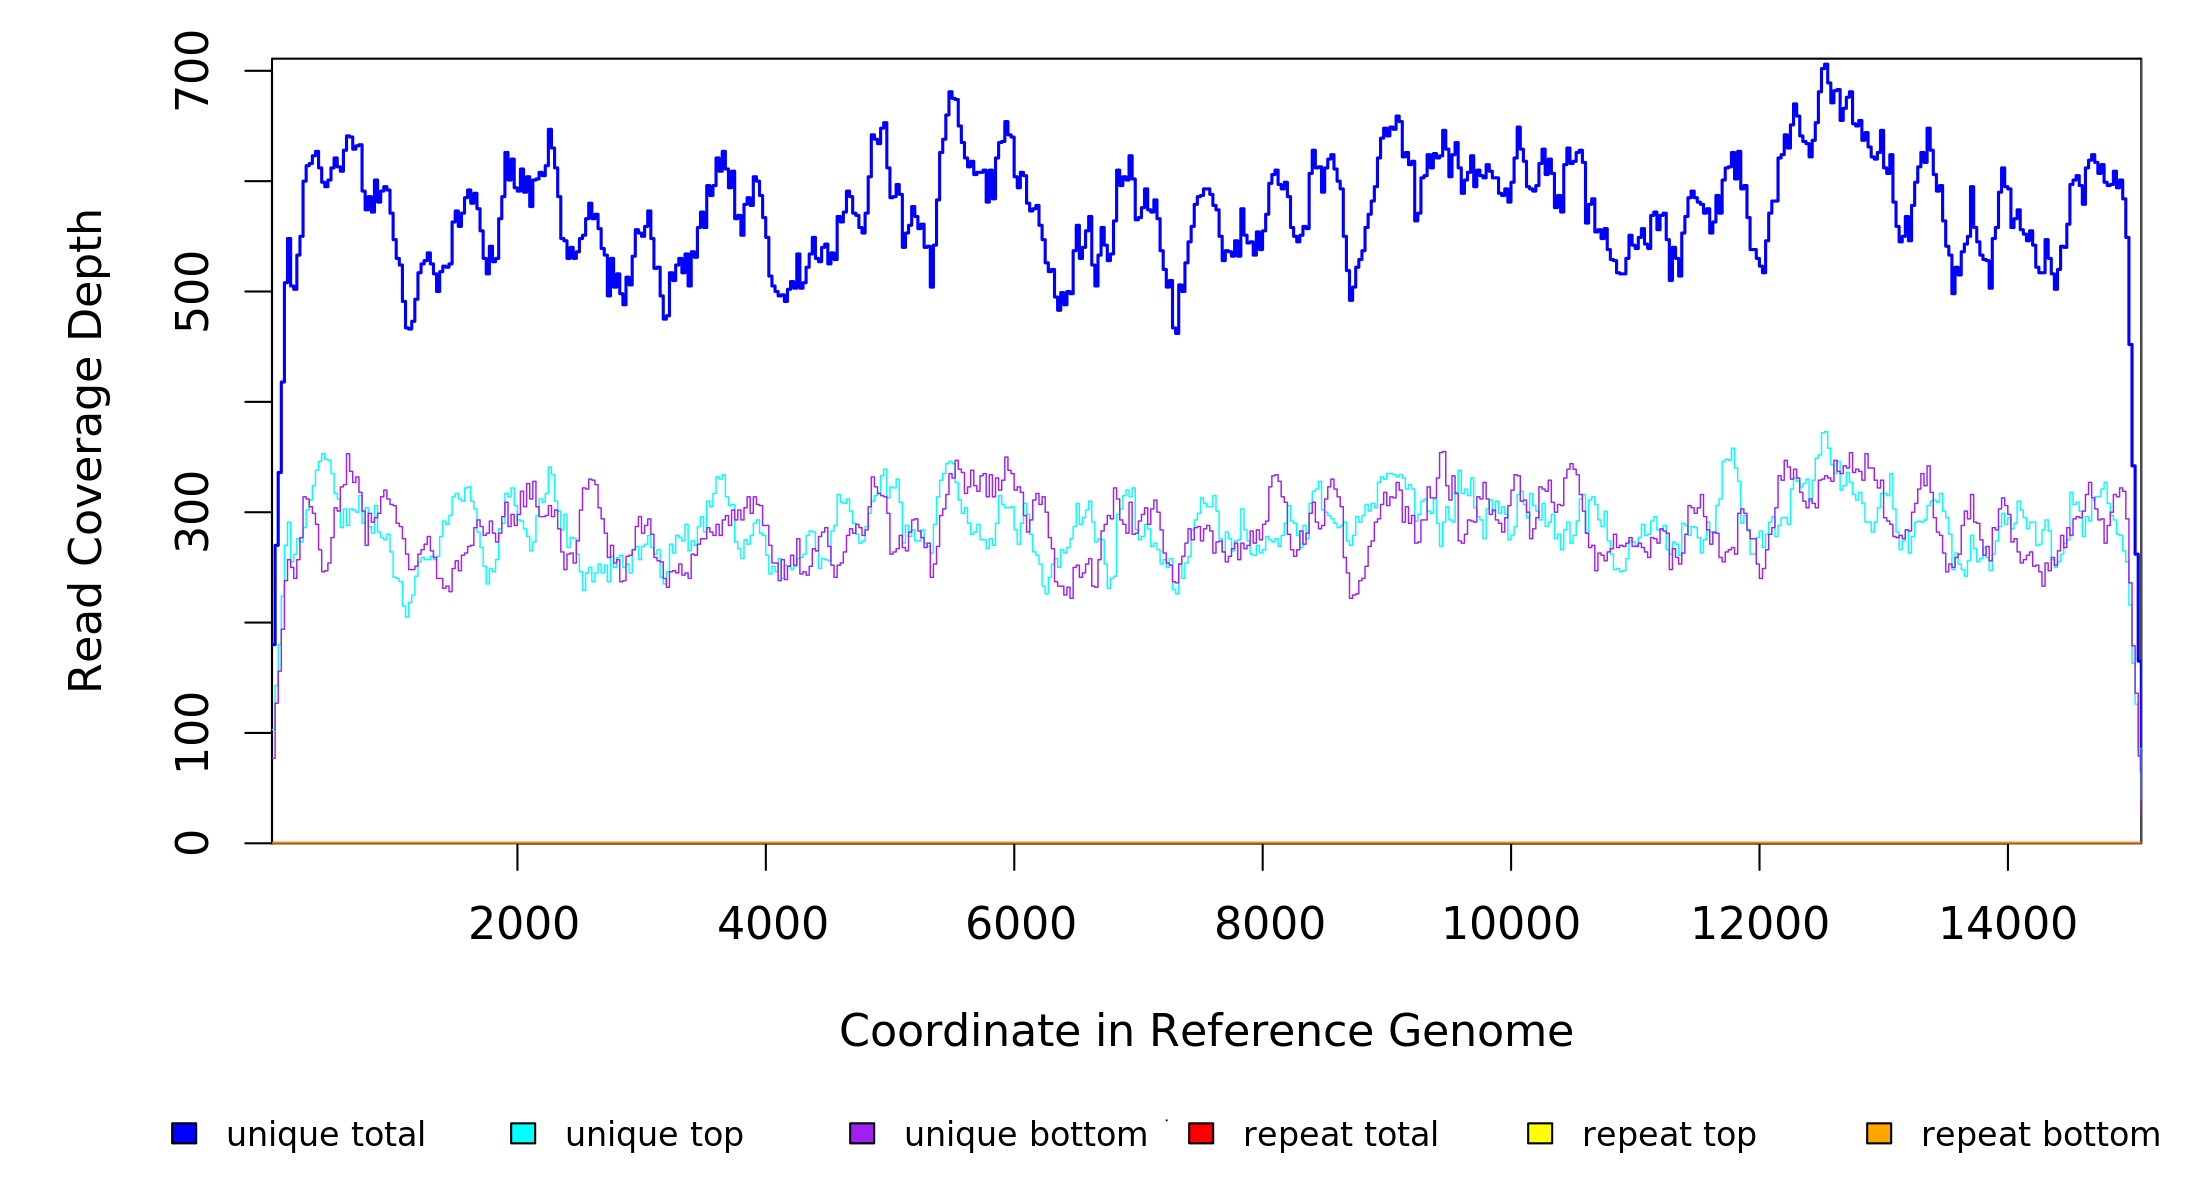 700
500
300
100
0
Read Coverage Depth
2000 4000 6000 8000 10000 12000 14000
Coordinate in Reference Genome
unique total unique top unique bottom repeat total repeat top repeat bottom